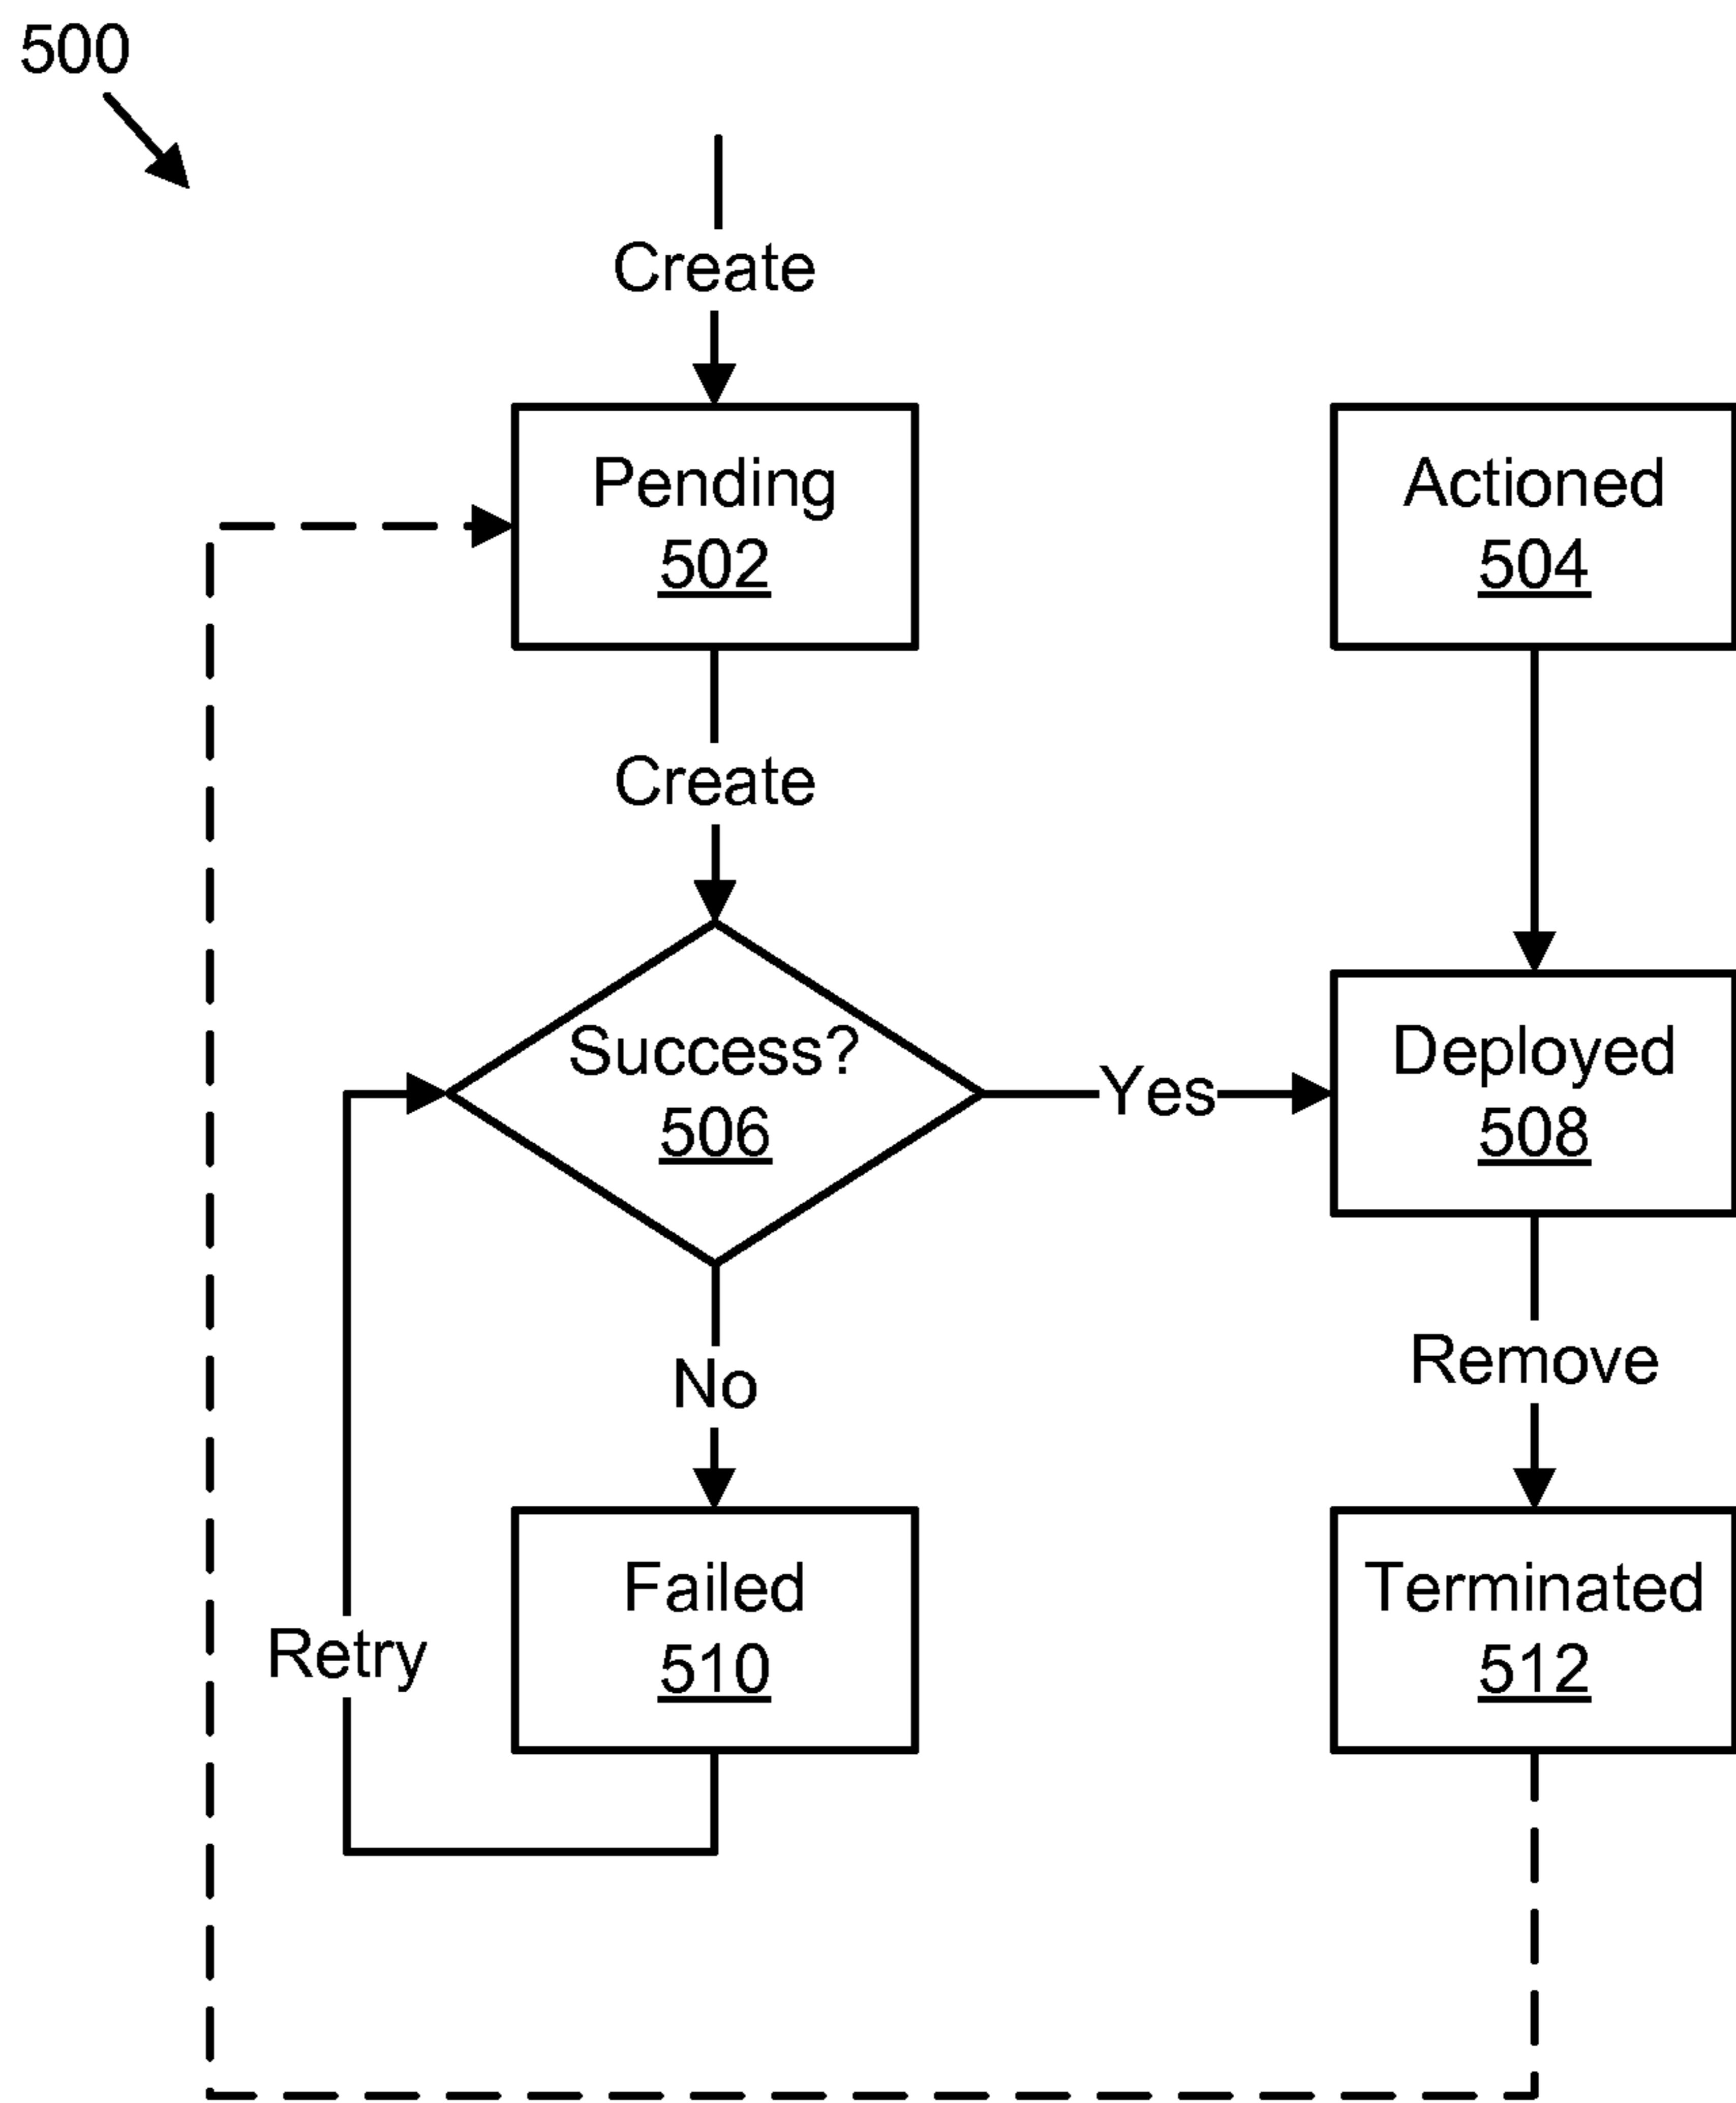 500
Create
Pending
502
Actioned
504
Create
Success?
506
Yes
Deployed
508
No
Remove
Failed
510
Retry
Terminated
512